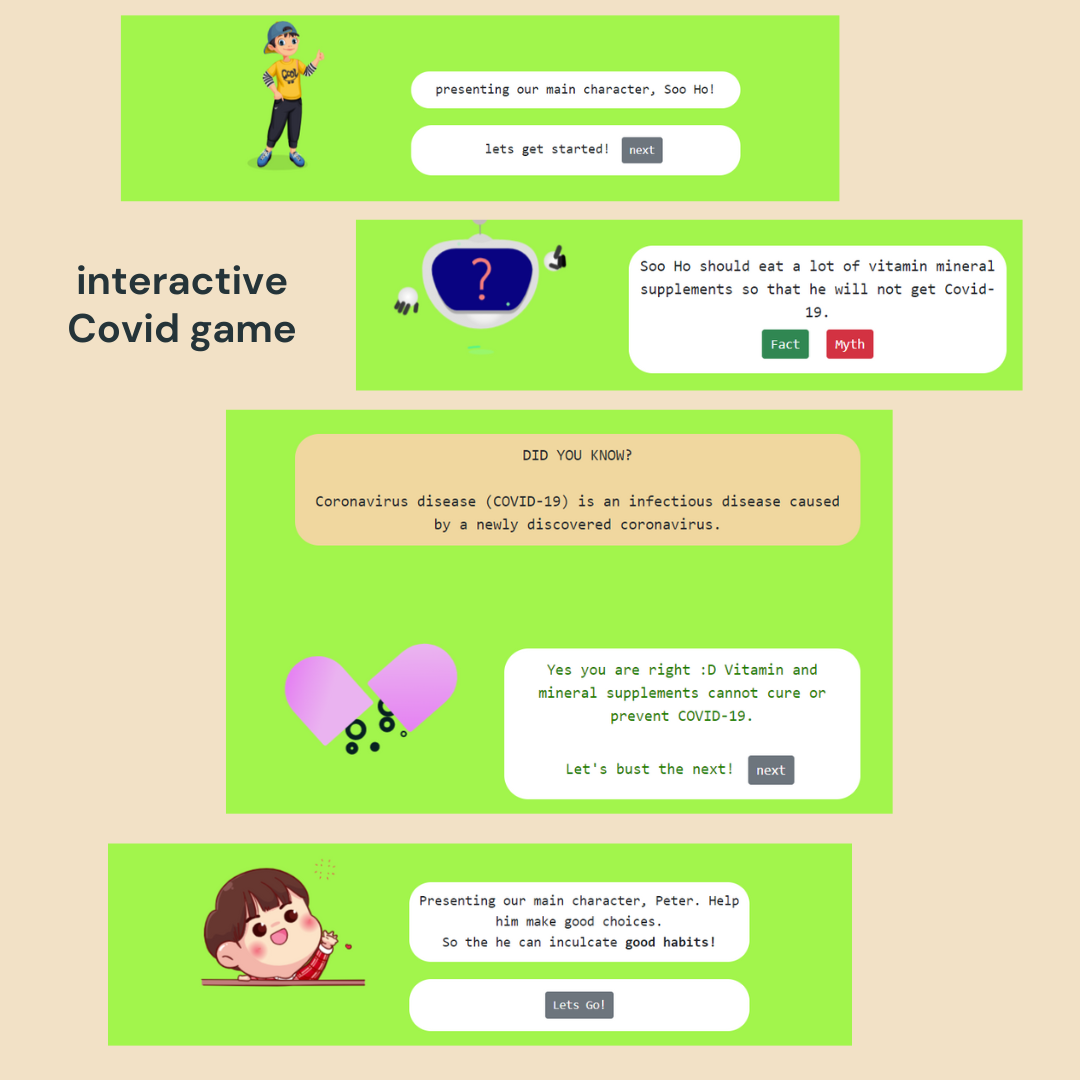 Cool
presenting our main character, Soo Ho!
lets get started! next
interactive
Covid game
?
Soo Ho should eat a lot of vitamin mineral
supplements so that he will not get Covid-
19.
Fact Myth
DID YOU KNOW?
Coronavirus disease (COVID-19) is an infectious disease caused
by a newly discovered coronavirus.
Yes you are right :D Vitamin and
mineral supplements cannot cure or
prevent COVID-19.
Let's bust the next! next
Presenting our main character, Peter. Help
him make good choices.
So the he can inculcate good habits!
Lets Go!